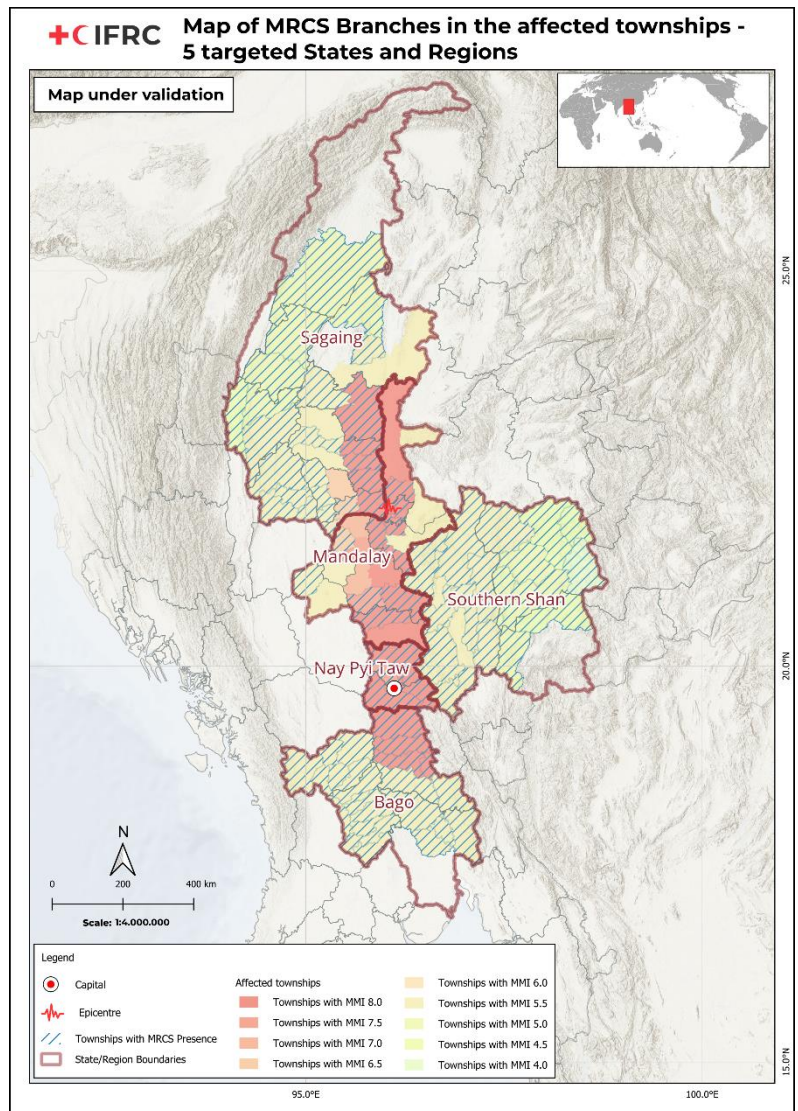 IFRC
Map of MRCS Branches in the affected townships -
5 targeted States and Regions
Map under validation
25.0°N
Sagaing
Mandalay
Southern Shan
Nay Pyi Taw
20.0°N
Bago
N
0 200 400 km
Scale: 1:4.000.000
Legend
Capital
Epicentre
Townships with MRCS Presence
State/Region Boundaries
Affected townships
Townships with MMI 8.0
Townships with MMI 7.5
Townships with MMI 7.0
Townships with MMI 6.5
Townships with MMI 6.0
Townships with MMI 5.5
Townships with MMI 5.0
Townships with MMI 4.5
Townships with MMI 4.0
15.0°N
95.0°E 100.0°E